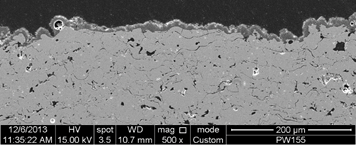 12/6/2013 HV spot WD mag □ mode 200 µm
11:35:22 AM 15.00 kV 3.5 10.7 mm 500 x Custom PW155